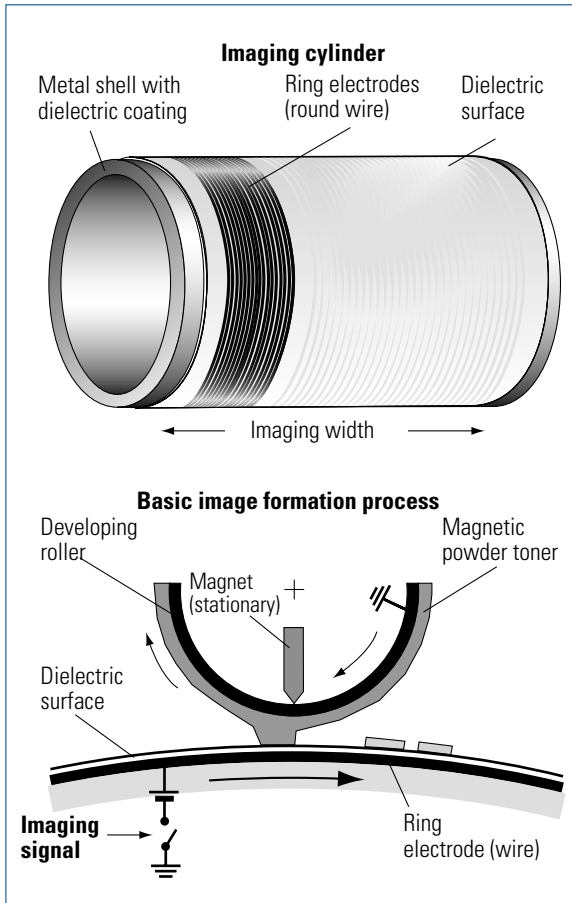 Imaging cylinder
Metal shell with
dielectric coating
Ring electrodes
(round wire)
Dielectric
surface
Imaging width
Basic image formation process
Developing
roller
Magnet
(stationary)
Magnetic
powder toner
Dielectric
surface
Imaging
signal
Ring
electrode (wire)